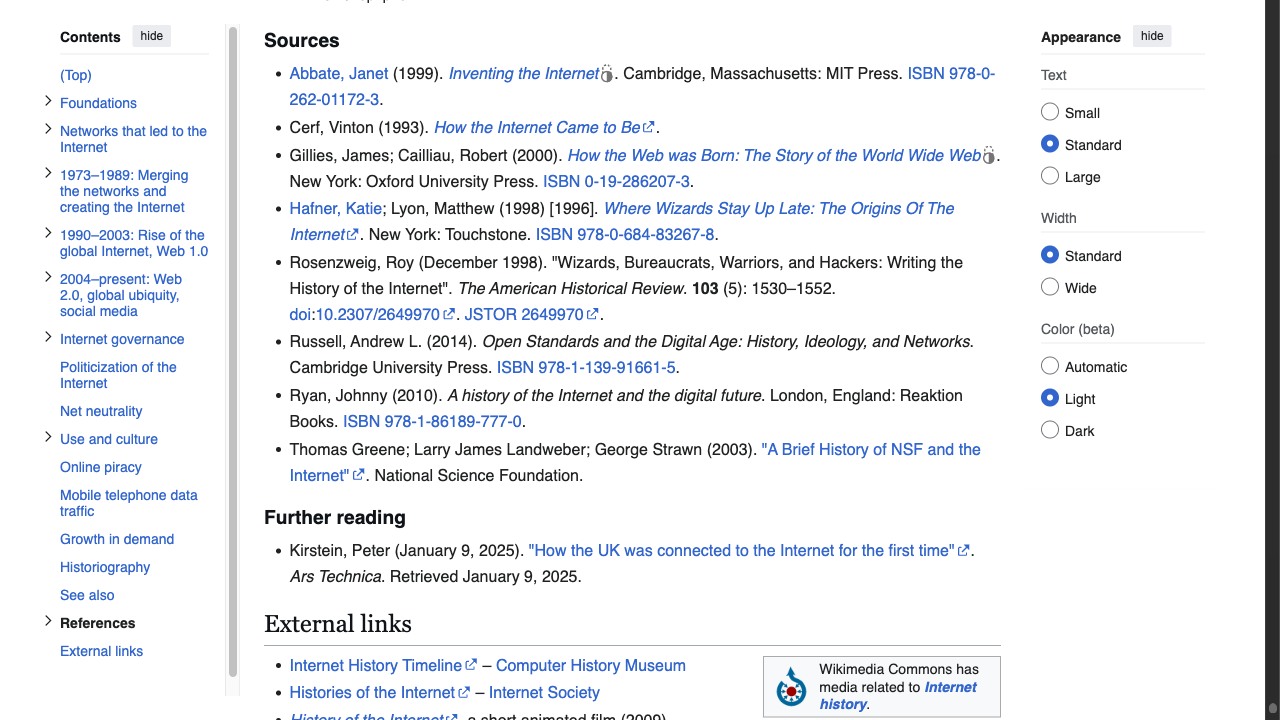 Contents hide
(Top)
Foundations
Networks that led to the
Internet
1973–1989: Merging
the networks and
creating the Internet
1990–2003: Rise of the
global Internet, Web 1.0
2004–present: Web
2.0, global ubiquity,
social media
Internet governance
Politicization of the
Internet
Net neutrality
Use and culture
Online piracy
Mobile telephone data
traffic
Growth in demand
Historiography
See also
References
External links
Sources
Abbate, Janet (1999). Inventing the Internet. Cambridge, Massachusetts: MIT Press. ISBN 978-0-
262-01172-3.
Cerf, Vinton (1993). How the Internet Came to Be.
Gillies, James; Cailliau, Robert (2000). How the Web was Born: The Story of the World Wide Web.
New York: Oxford University Press. ISBN 0-19-286207-3.
Hafner, Katie; Lyon, Matthew (1998) [1996]. Where Wizards Stay Up Late: The Origins Of The
Internet. New York: Touchstone. ISBN 978-0-684-83267-8.
Rosenzweig, Roy (December 1998). "Wizards, Bureaucrats, Warriors, and Hackers: Writing the
History of the Internet". The American Historical Review. 103 (5): 1530–1552.
doi:10.2307/2649970. JSTOR 2649970.
Russell, Andrew L. (2014). Open Standards and the Digital Age: History, Ideology, and Networks.
Cambridge University Press. ISBN 978-1-139-91661-5.
Ryan, Johnny (2010). A history of the Internet and the digital future. London, England: Reaktion
Books. ISBN 978-1-86189-777-0.
Thomas Greene; Larry James Landweber; George Strawn (2003). "A Brief History of NSF and the
Internet". National Science Foundation.
Further reading
Kirstein, Peter (January 9, 2025). "How the UK was connected to the Internet for the first time".
Ars Technica. Retrieved January 9, 2025.
External links
Internet History Timeline – Computer History Museum
Histories of the Internet – Internet Society
History of the Internet, a short animated film (2009)
Wikimedia Commons has
media related to Internet
history.
Appearance hide
Text
Small
Standard
Large
Width
Standard
Wide
Color (beta)
Automatic
Light
Dark